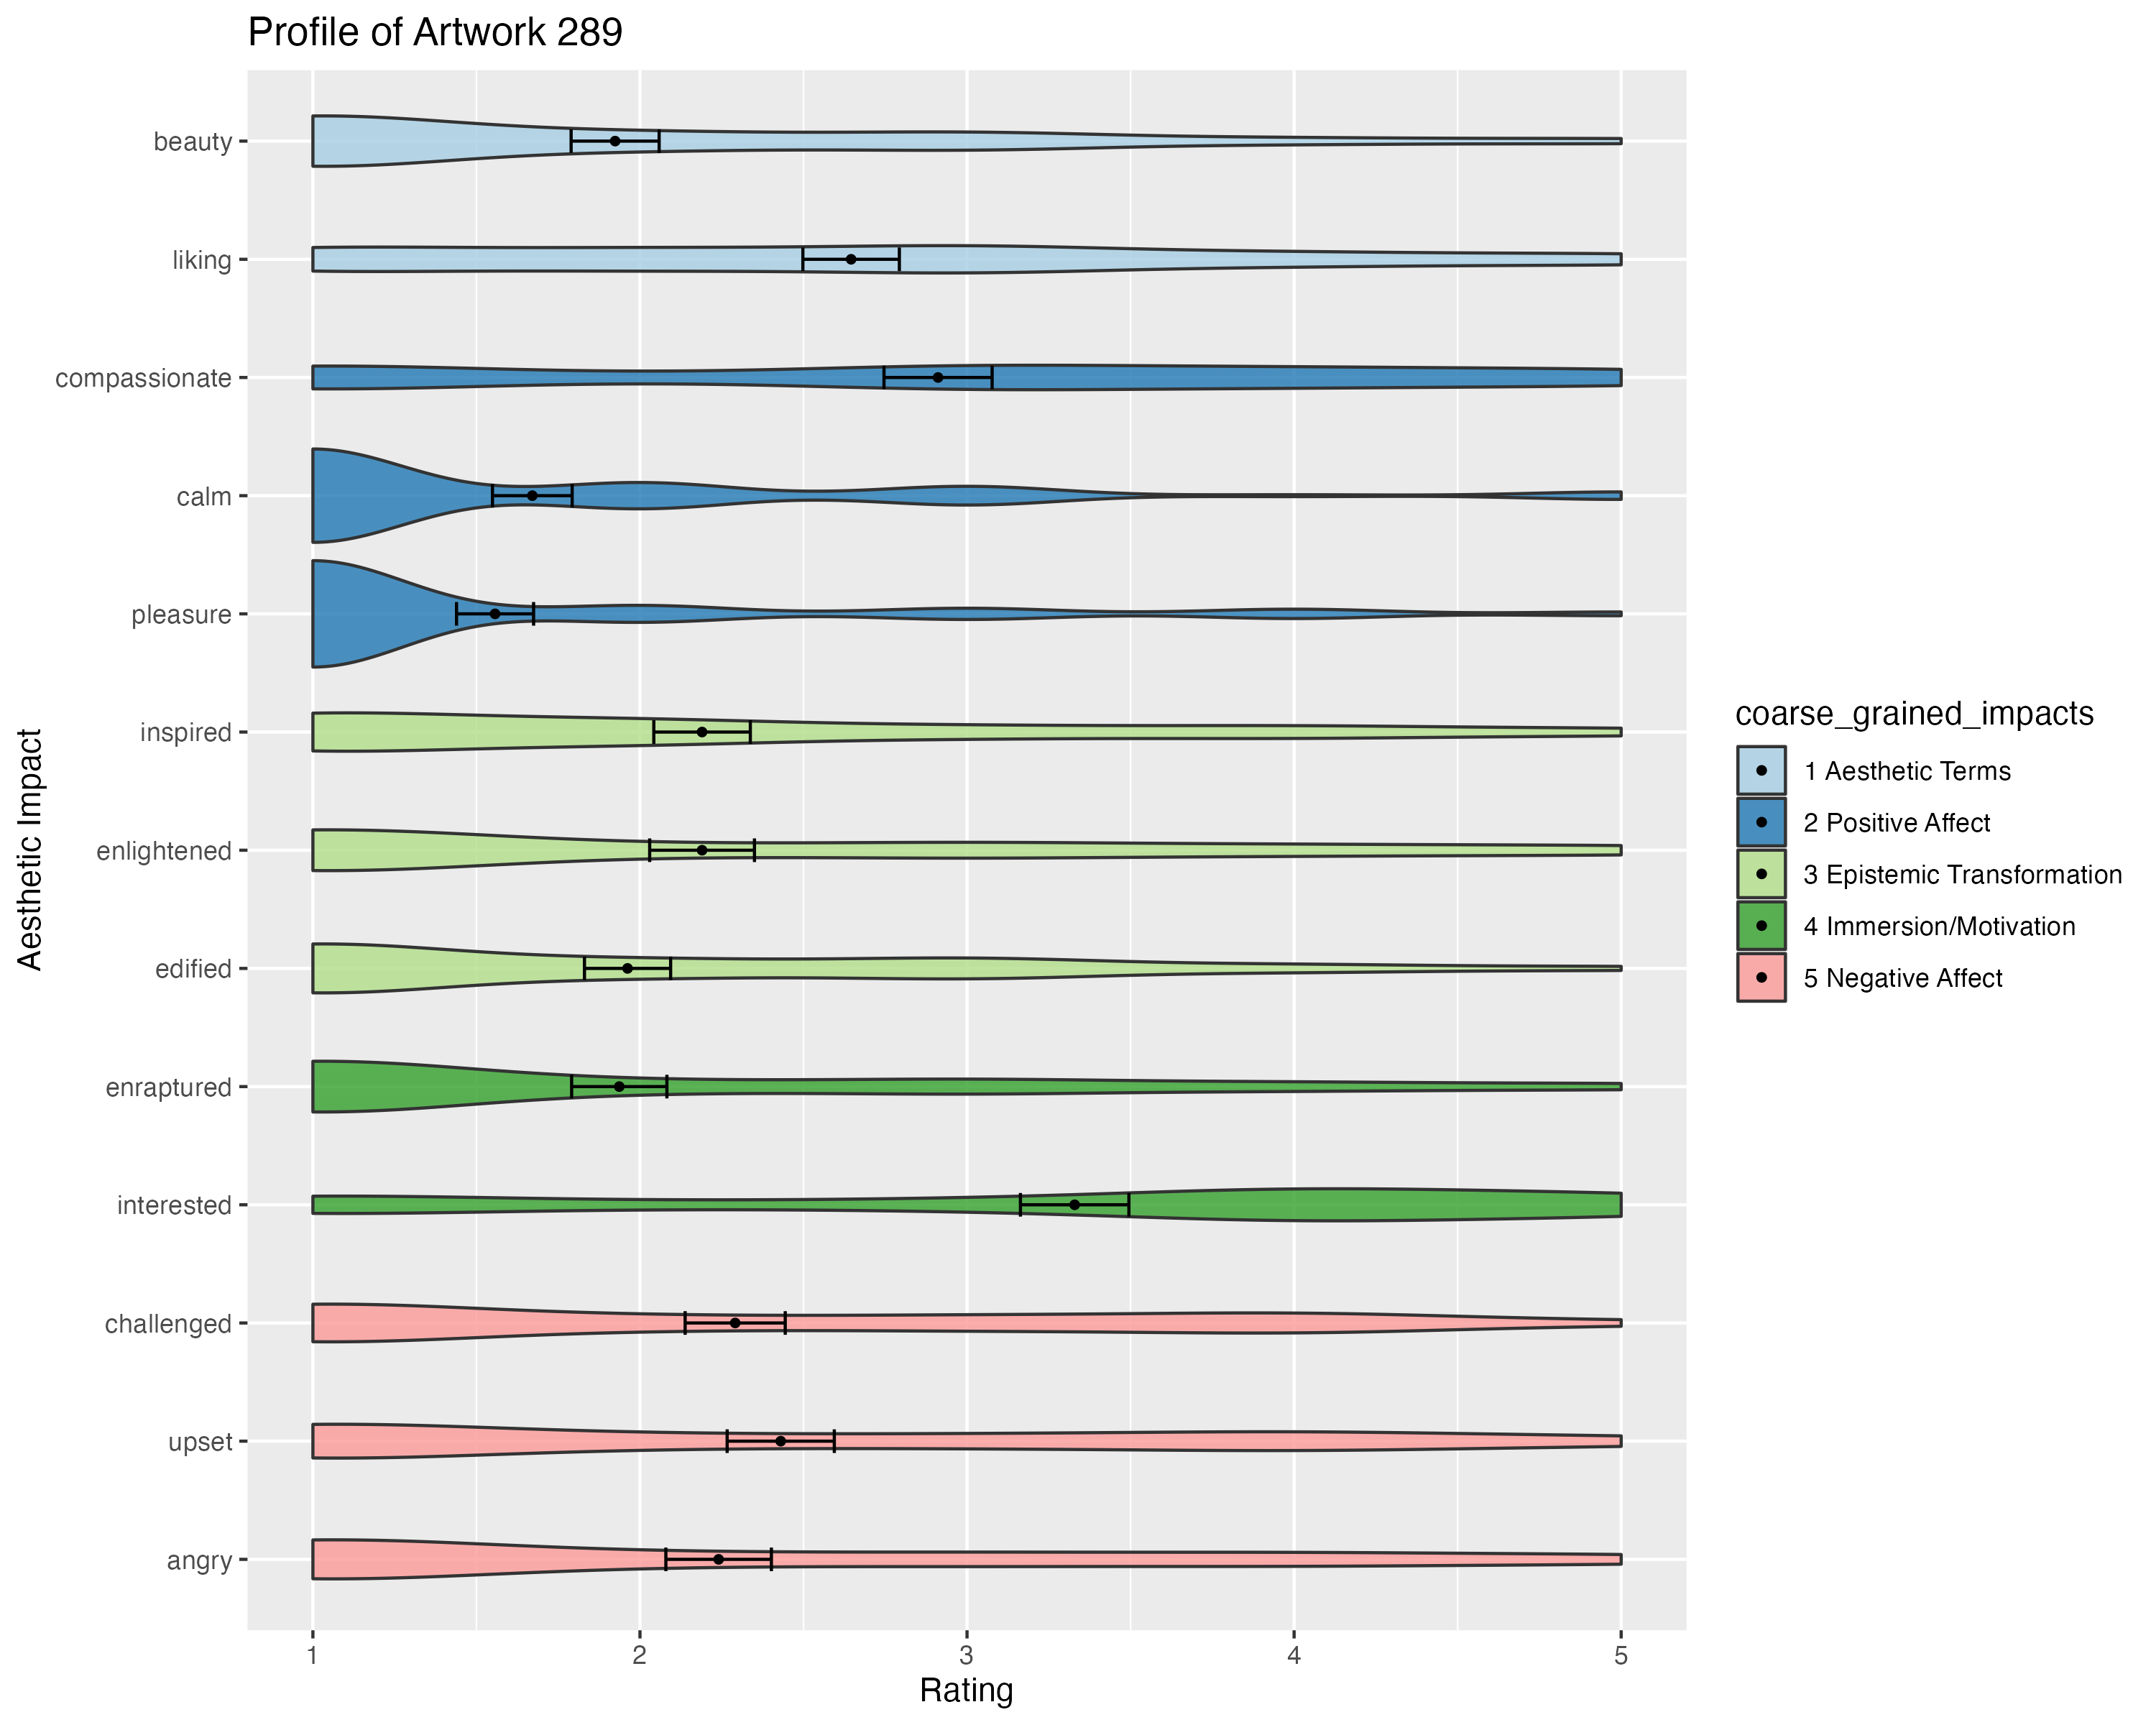 Profile of Artwork 289
beauty
liking
compassionate
calm
pleasure
inspired
enlightened
edified
enraptured
interested
challenged
upset
angry
Aesthetic Impact
1 2 3 4 5
Rating
coarse_grained_impacts
1 Aesthetic Terms
2 Positive Affect
3 Epistemic Transformation
4 Immersion/Motivation
5 Negative Affect